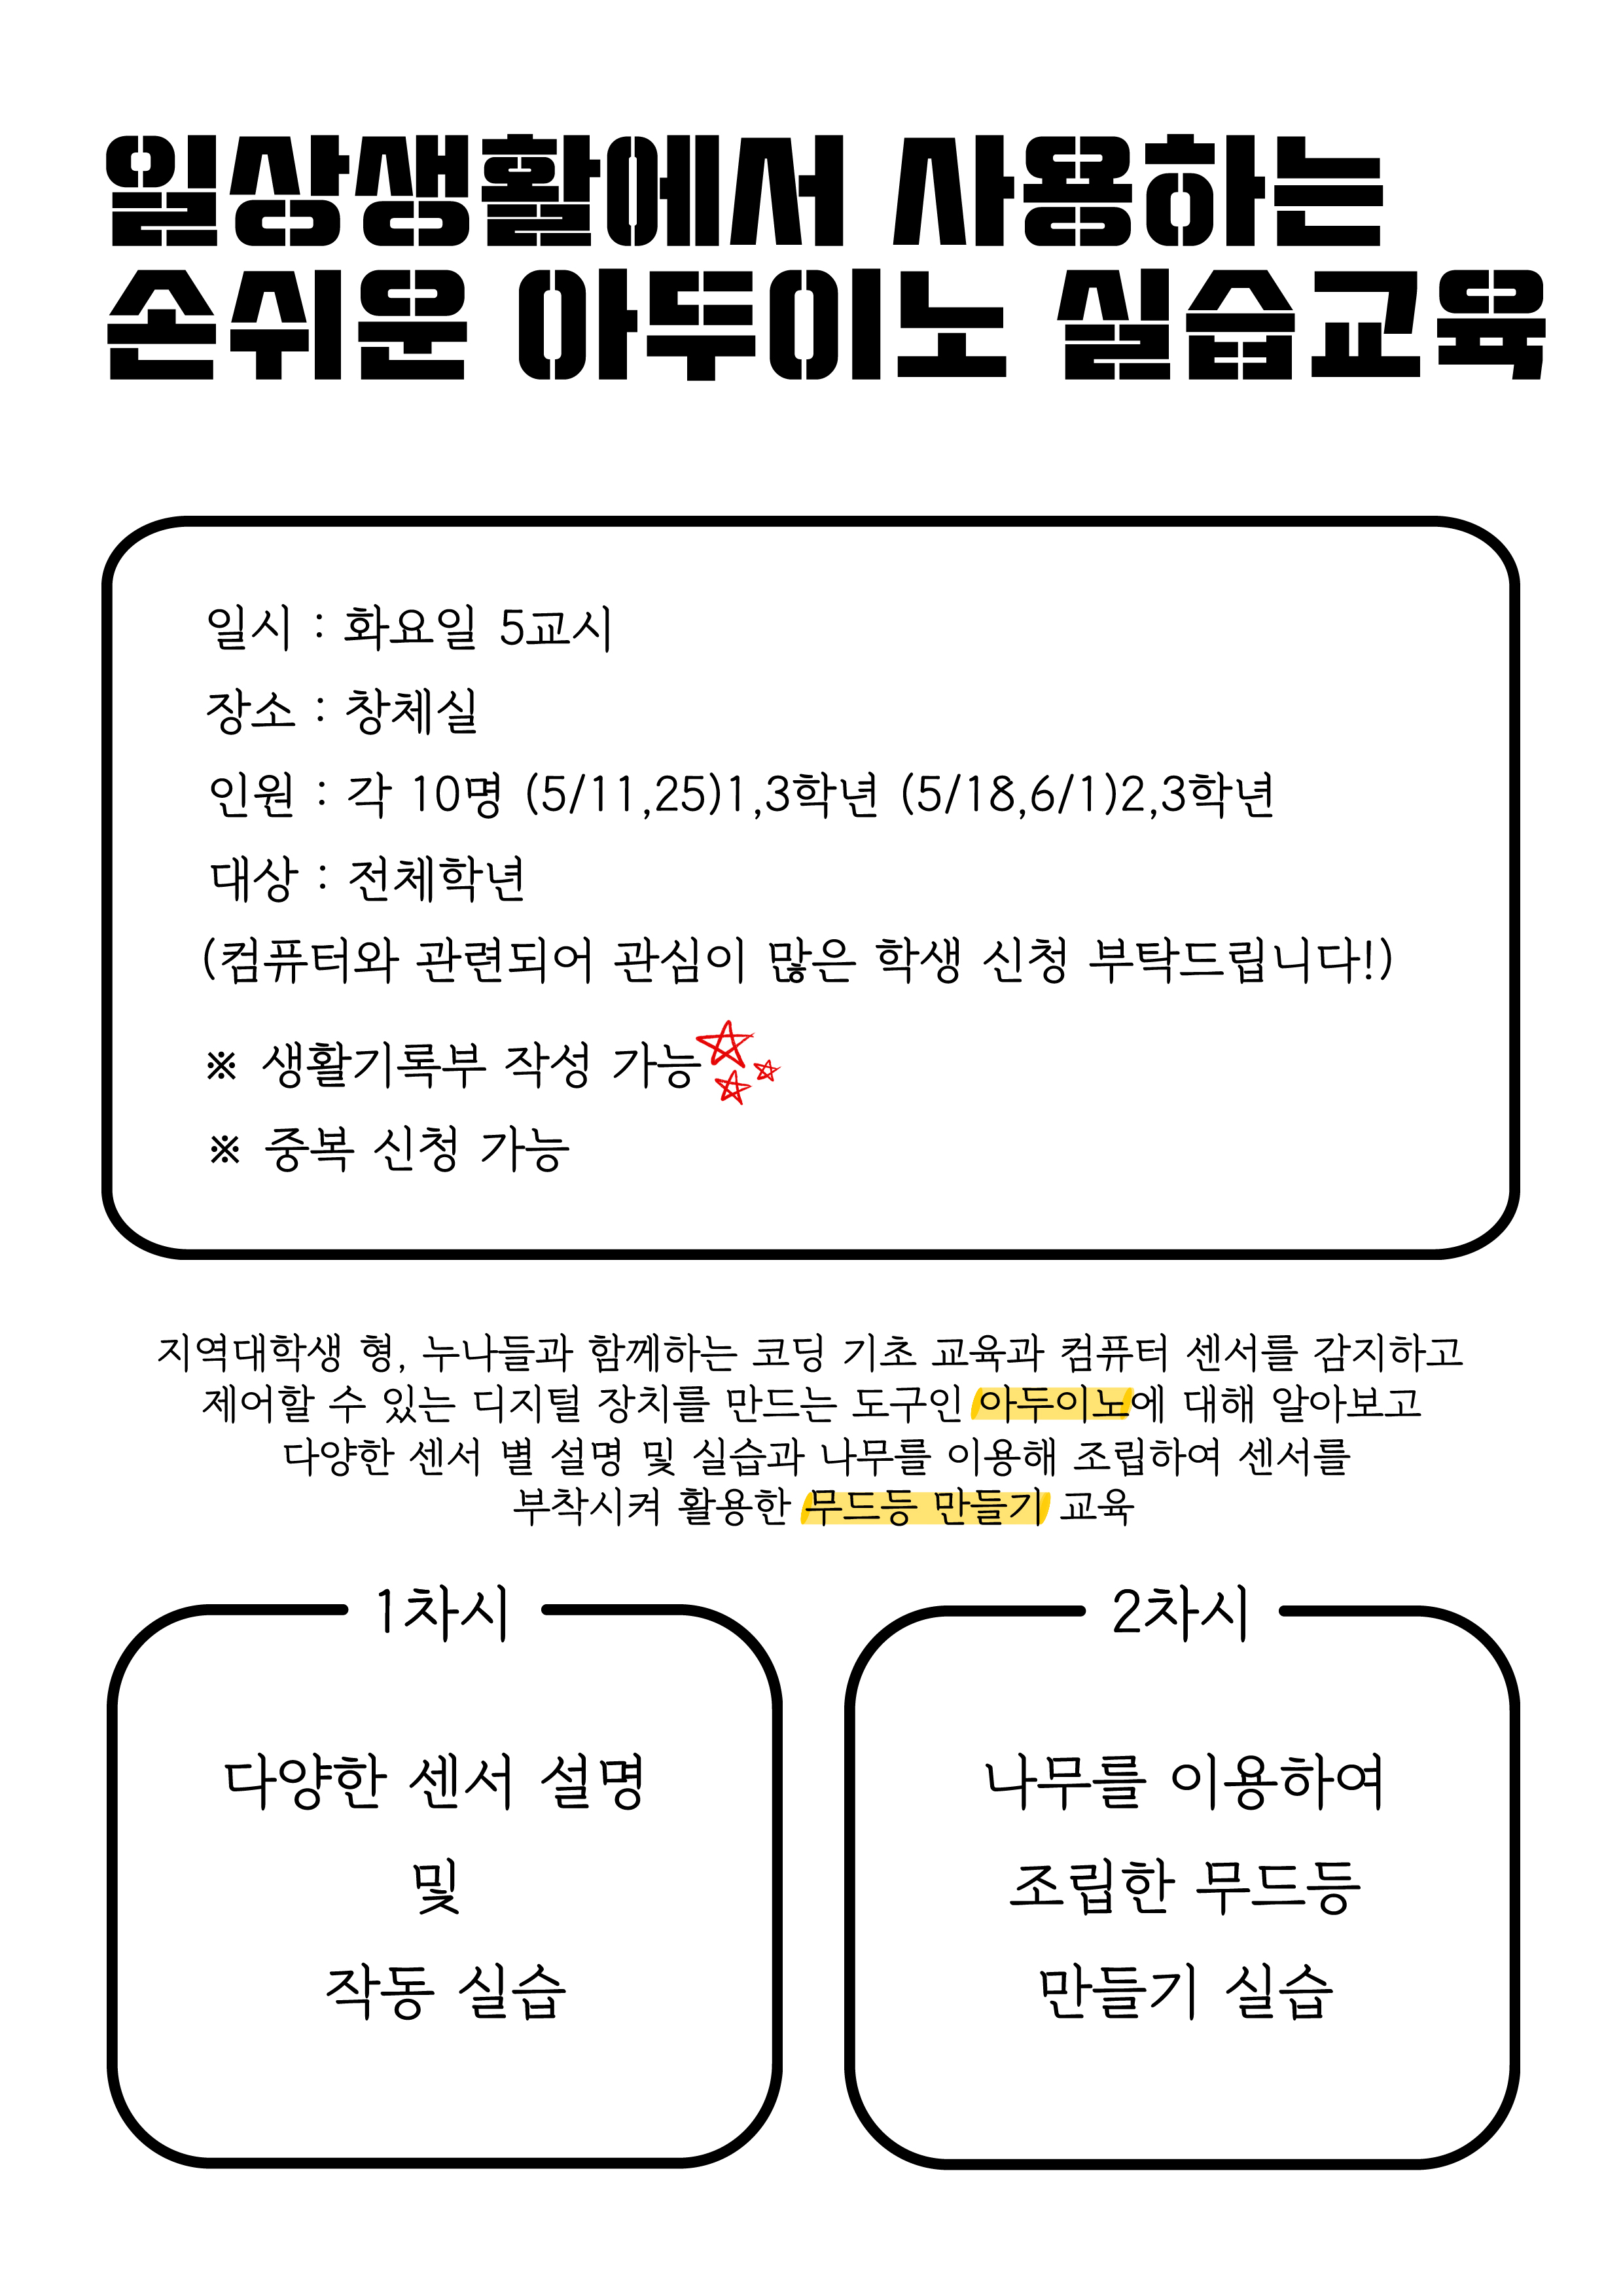 일상생활에서 사용하는
손쉬운 아두이노 실습교육
일시 : 화요일 5교시
장소 : 창체실
인원 : 각 10명 (5/11,25)1,3학년 (5/18,6/1)2,3학년
대상 : 전체학년
(컴퓨터와 관련되어 관심이 많은 학생 신청 부탁드립니다!)
※ 생활기록부 작성 가능
※ 중복 신청 가능
지역대학생 형, 누나들과 함께하는 코딩 기초 교육과 컴퓨터 센서를 감지하고
제어할 수 있는 디지털 장치를 만드는 도구인 아두이노에 대해 알아보고
다양한 센서 별 설명 및 실습과 나무를 이용해 조립하여 센서를
부착시켜 활용한 무드등 만들기 교육
1차시
다양한 센서 설명
및
작동 실습
2차시
나무를 이용하여
조립한 무드등
만들기 실습